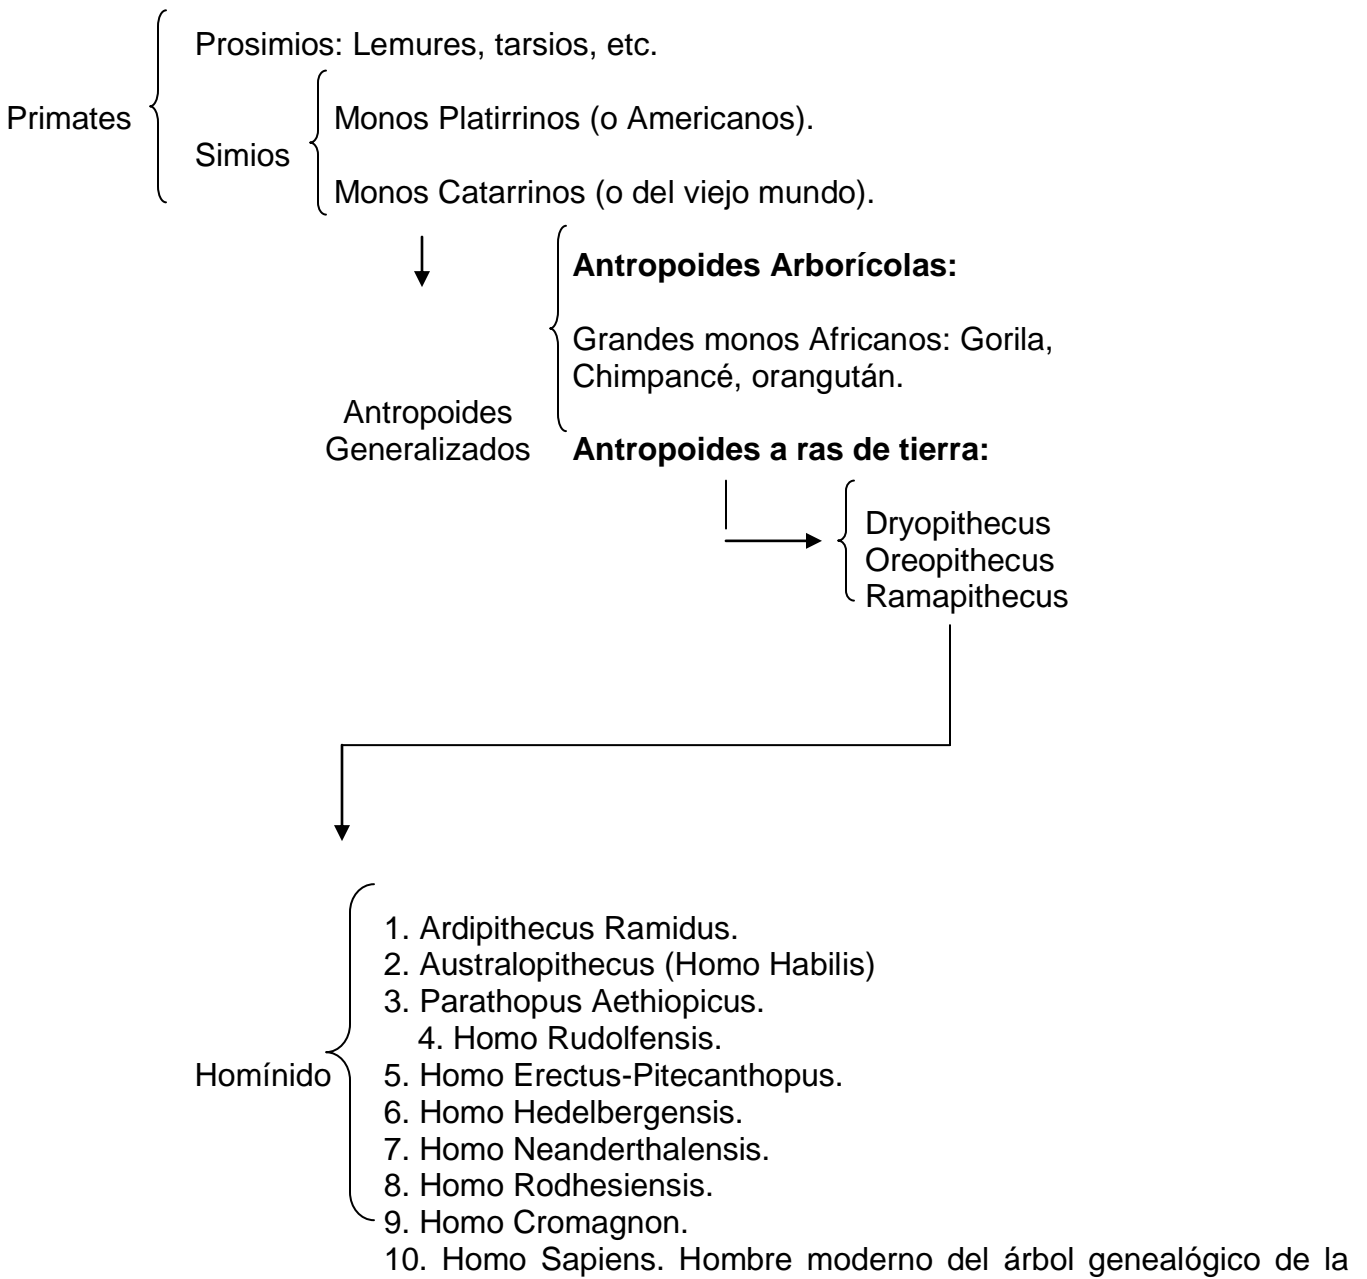 Prosimios: Lemures, tarsios, etc.
Primates
Monos Platirrinos (o Americanos).
Simios
Monos Catarrinos (o del viejo mundo).
Antropoides Arborícolas:
Grandes monos Africanos: Gorila,
Chimpancé, orangután.
Antropoides
Generalizados
Antropoides a ras de tierra:
Dryopithecus
Oreopithecus
Ramapithecus
1. Ardipithecus Ramidus.
2. Australopithecus (Homo Habilis)
3. Parathopus Aethiopicus.
4. Homo Rudolfensis.
Homínido
5. Homo Erectus-Pitecanthopus.
6. Homo Hedelbergensis.
7. Homo Neanderthalensis.
8. Homo Rodhesiensis.
9. Homo Cromagnon.
10. Homo Sapiens. Hombre moderno del árbol genealógico de la